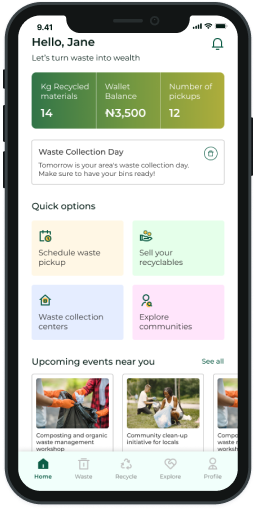 9.41
Hello, Jane
Let's turn waste into wealth
Kg Recycled materials
Wallet Balance
Number of pickups
14
₦3,500
12
Waste Collection Day
Tomorrow is your area's waste collection day.
Make sure to have your bins ready!
Quick options
Schedule waste pickup
Sell your recyclables
Waste collection centers
Explore communities
Upcoming events near you
See all
Composting and organic waste management workshop
Community clean-up initiative for locals
Home
Waste
Recycle
Explore
Profile